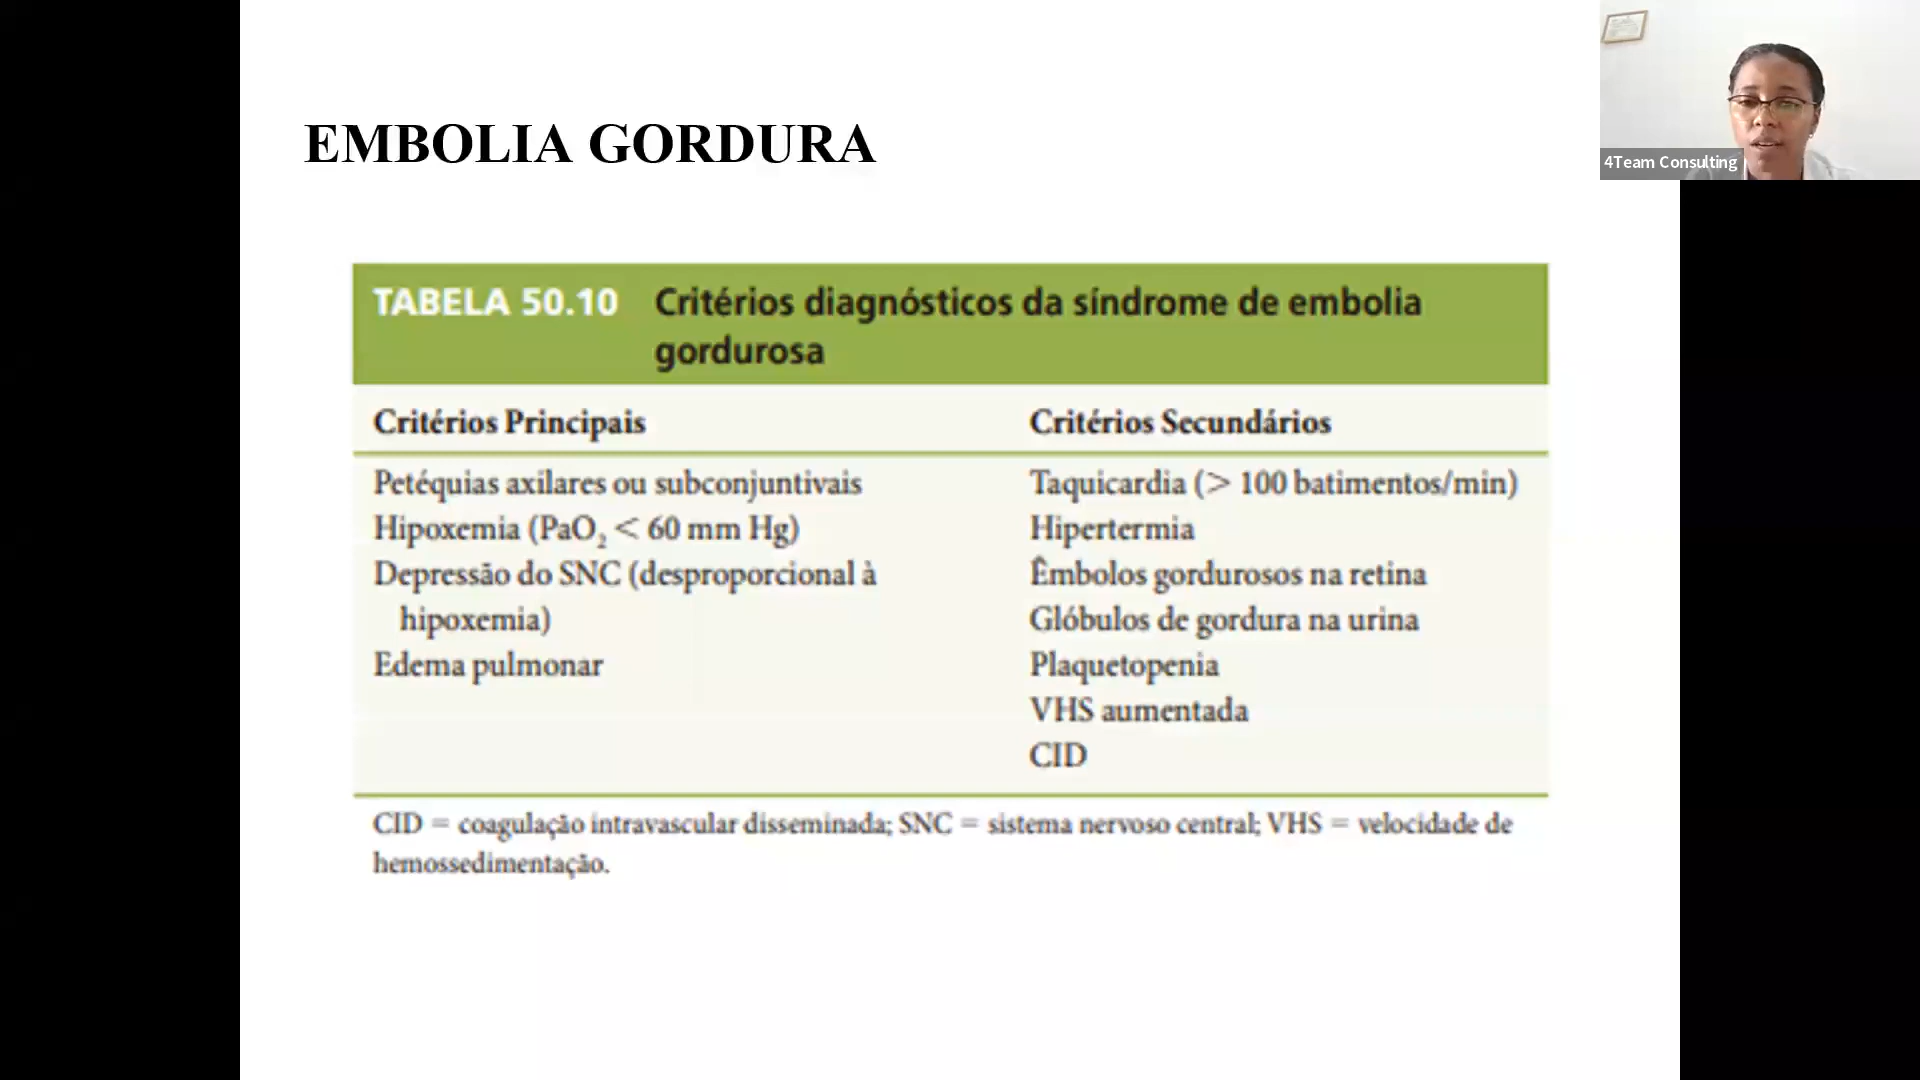 EMBOLIA GORDURA
4Team Consulting
TABELA 50.10 Critérios diagnósticos da síndrome de embolia
gordurosa
Critérios Principais
Petéquias axilares ou subconjuntivais
Hipoxemia (PaO₂ < 60 mm Hg)
Depressão do SNC (desproporcional à
hipoxemia)
Edema pulmonar
Critérios Secundários
Taquicardia (> 100 batimentos/min)
Hipertermia
Êmbolos gordurosos na retina
Glóbulos de gordura na urina
Plaquetopenia
VHS aumentada
CID
CID = coagulação intravascular disseminada; SNC = sistema nervoso central; VHS = velocidade de
hemossedimentação.